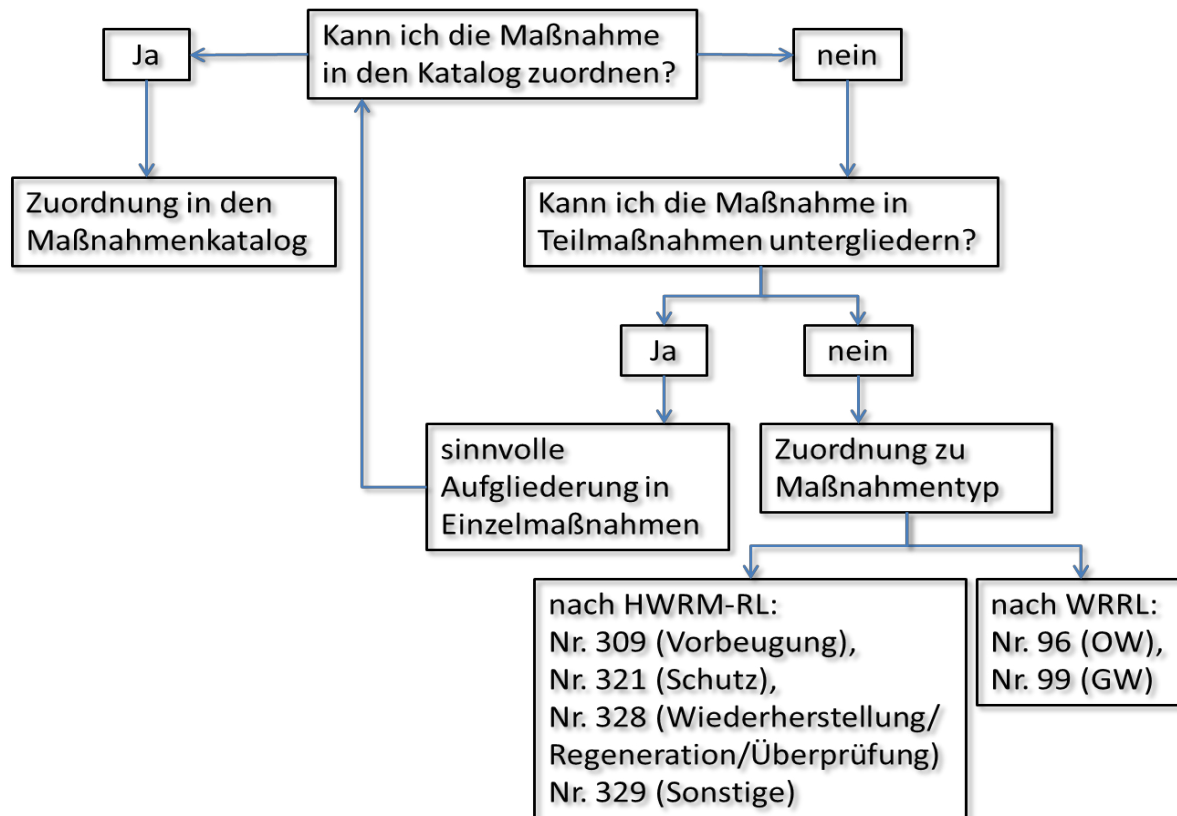 Ja
Kann ich die Maßnahme
in den Katalog zuordnen?
nein
Zuordnung in den
Maßnahmenkatalog
Kann ich die Maßnahme in
Teilmaßnahmen untergliedern?
Ja
nein
sinnvolle
Aufgliederung in
Einzelmaßnahmen
Zuordnung zu
Maßnahmentyp
nach HWRM-RL:
Nr. 309 (Vorbeugung),
Nr. 321 (Schutz),
Nr. 328 (Wiederherstellung/
Regeneration/Überprüfung)
Nr. 329 (Sonstige)
nach WRRL:
Nr. 96 (OW),
Nr. 99 (GW)